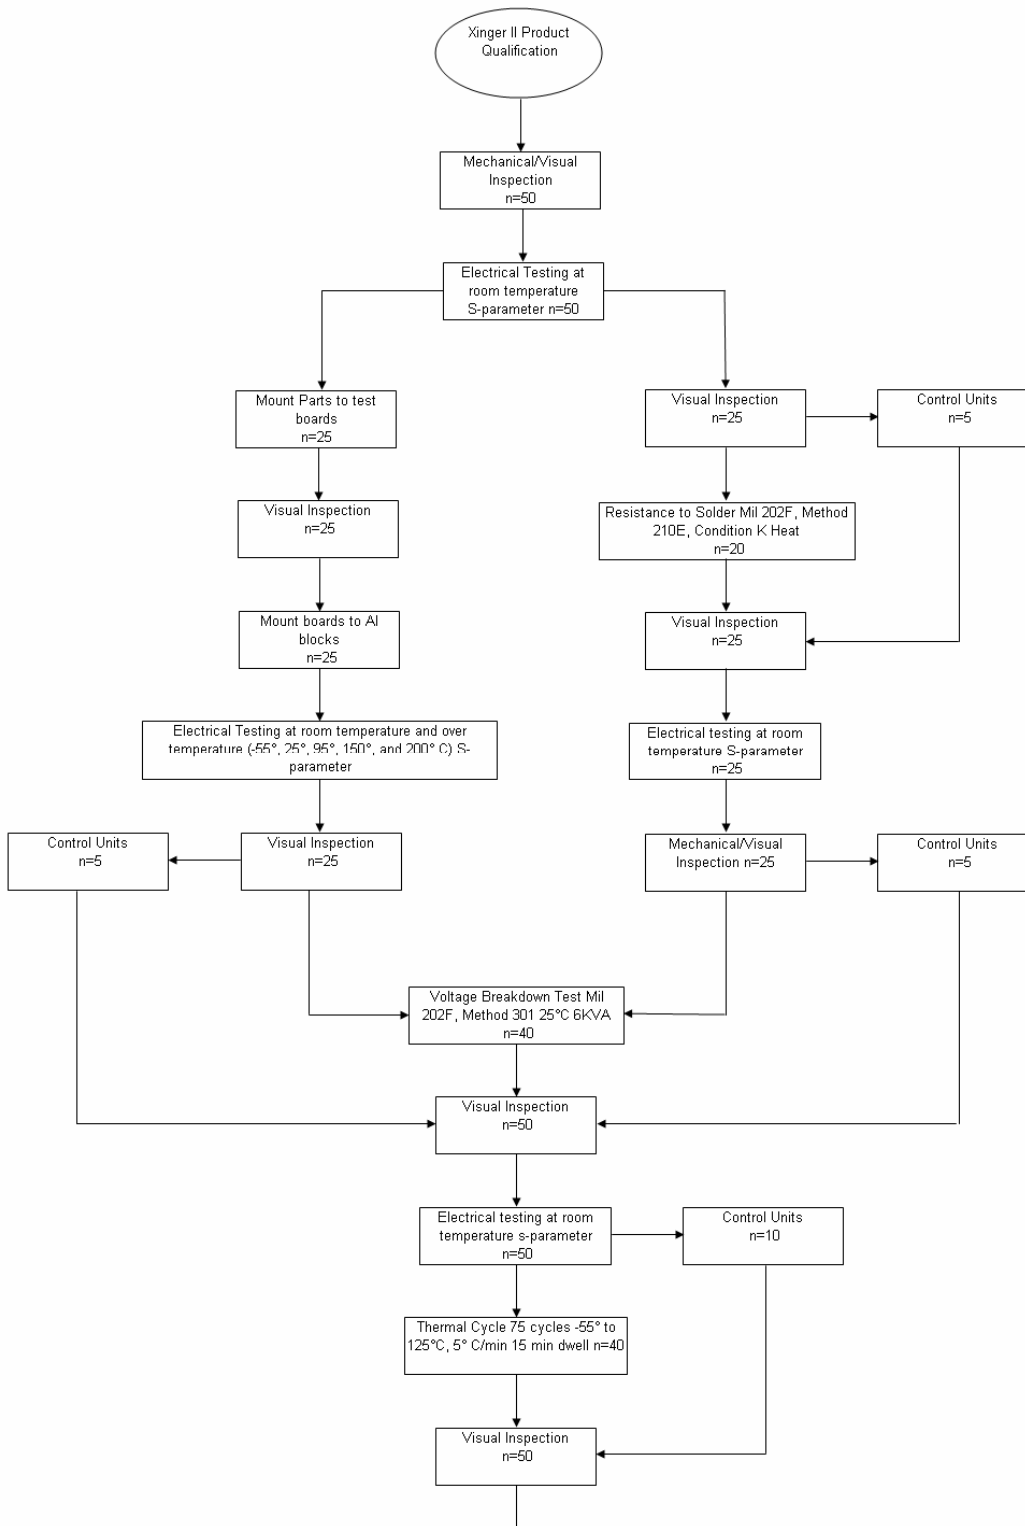 Xinger II Product
Qualification
Mechanical/Visual
Inspection
n=50
Electrical Testing at
room temperature
S-parameter n=50
Mount Parts to test
boards
n=25
Visual Inspection
n=25
Control Units
n=5
Visual Inspection
n=25
Resistance to Solder Mil 202F, Method
210E, Condition K Heat
n=20
Mount boards to Al
blocks
n=25
Visual Inspection
n=25
Electrical Testing at room temperature and over
temperature (-55°, 25°, 95°, 150°, and 200° C) S-
parameter
Electrical testing at room
temperature S-parameter
n=25
Control Units
n=5
Visual Inspection
n=25
Mechanical/Visual
Inspection n=25
Control Units
n=5
Voltage Breakdown Test Mil
202F, Method 301 25°C 6KVA
n=40
Visual Inspection
n=50
Electrical testing at room
temperature s-parameter
n=50
Control Units
n=10
Thermal Cycle 75 cycles -55° to
125°C, 5° C/min 15 min dwell n=40
Visual Inspection
n=50